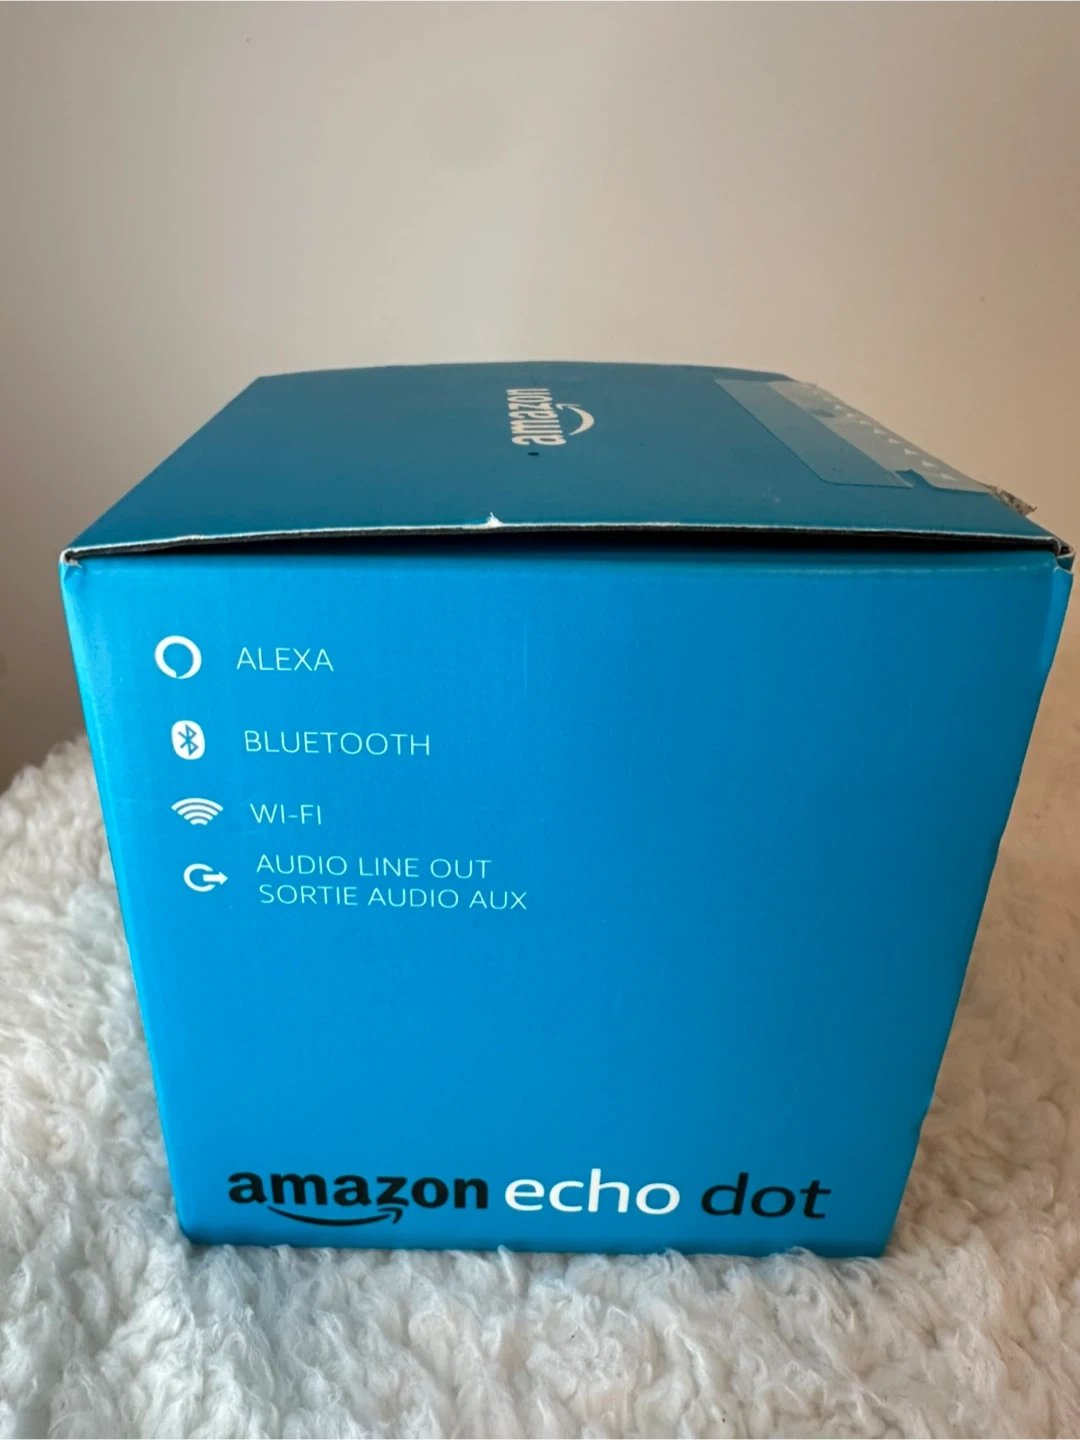 amazon
ALEXA
BLUETOOTH
WI-FI
AUDIO LINE OUT
SORTIE AUDIO AUX
amazon echo dot